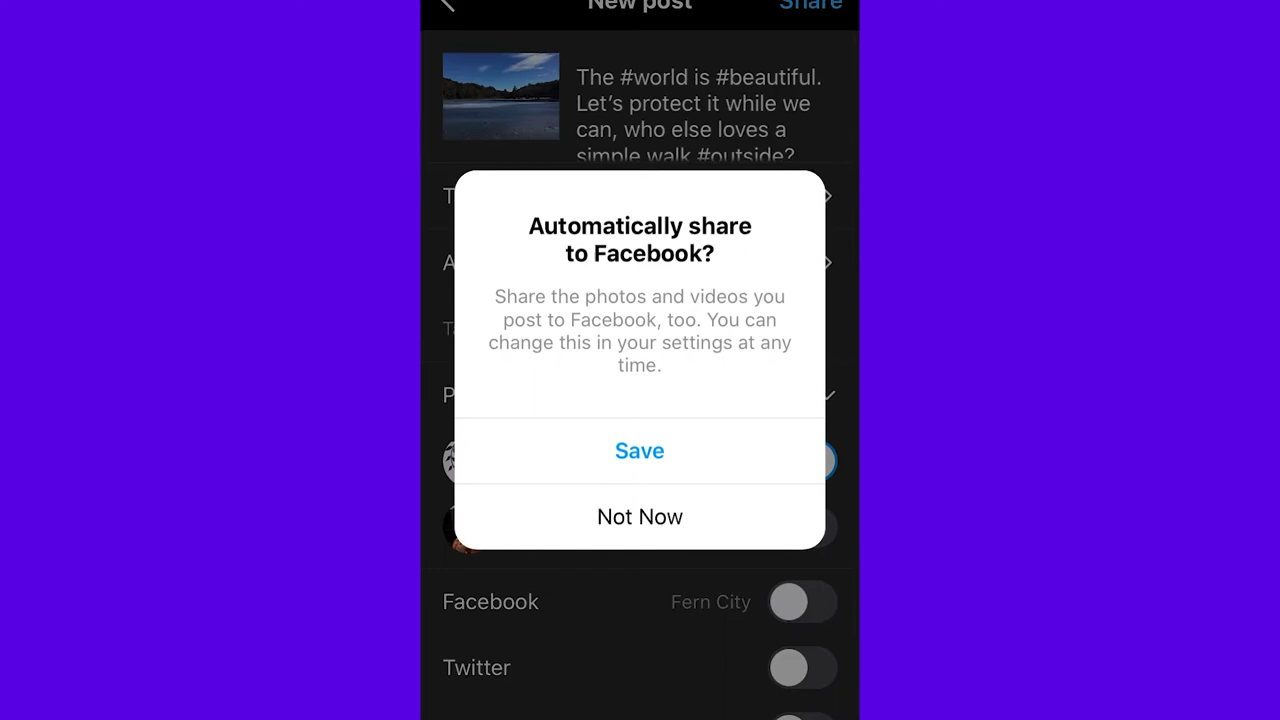 New post
Share
The #world is #beautiful.
Let's protect it while we
can, who else loves a
simple walk #outside?
T
A
Ta
P
Automatically share
to Facebook?
Share the photos and videos you
post to Facebook, too. You can
change this in your settings at any
time.
Save
Not Now
Facebook
Fern City
Twitter